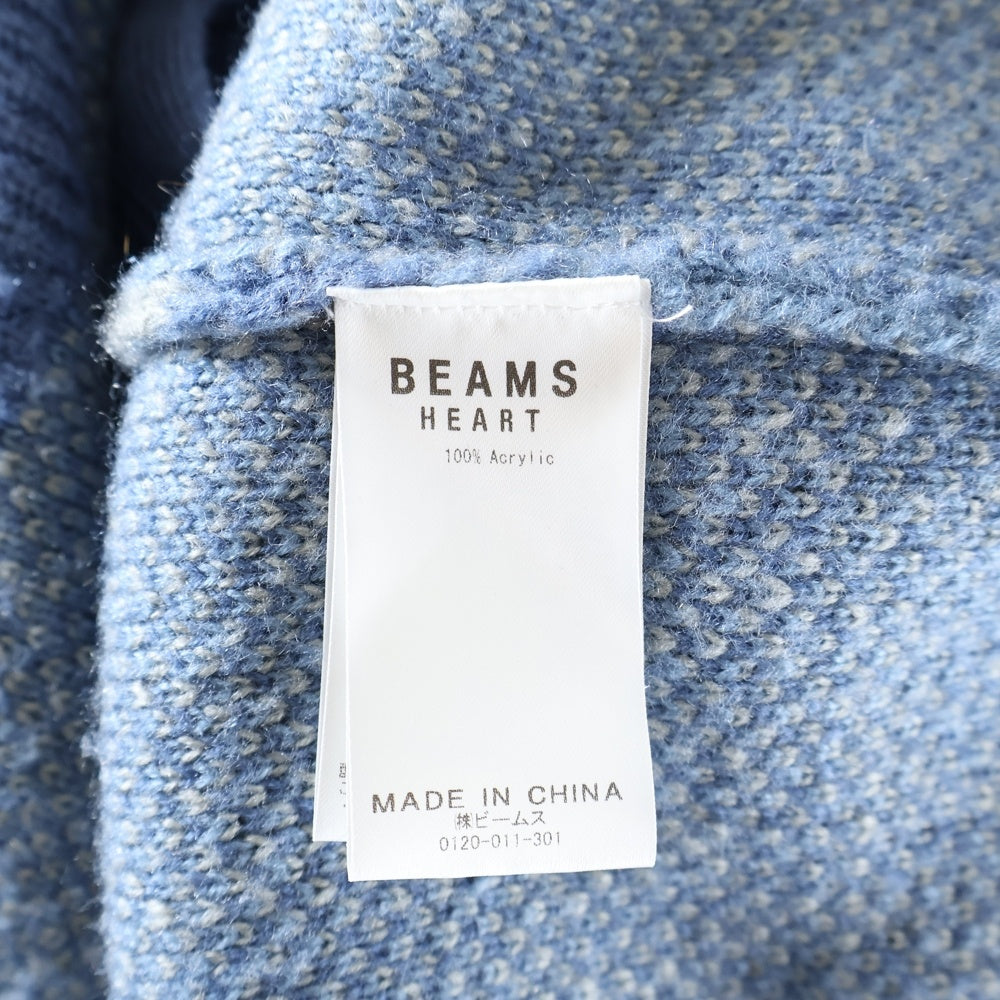 BEAMS
HEART
100% Acrylic
MADE IN CHINA
㈱ビームス
0120-011-301